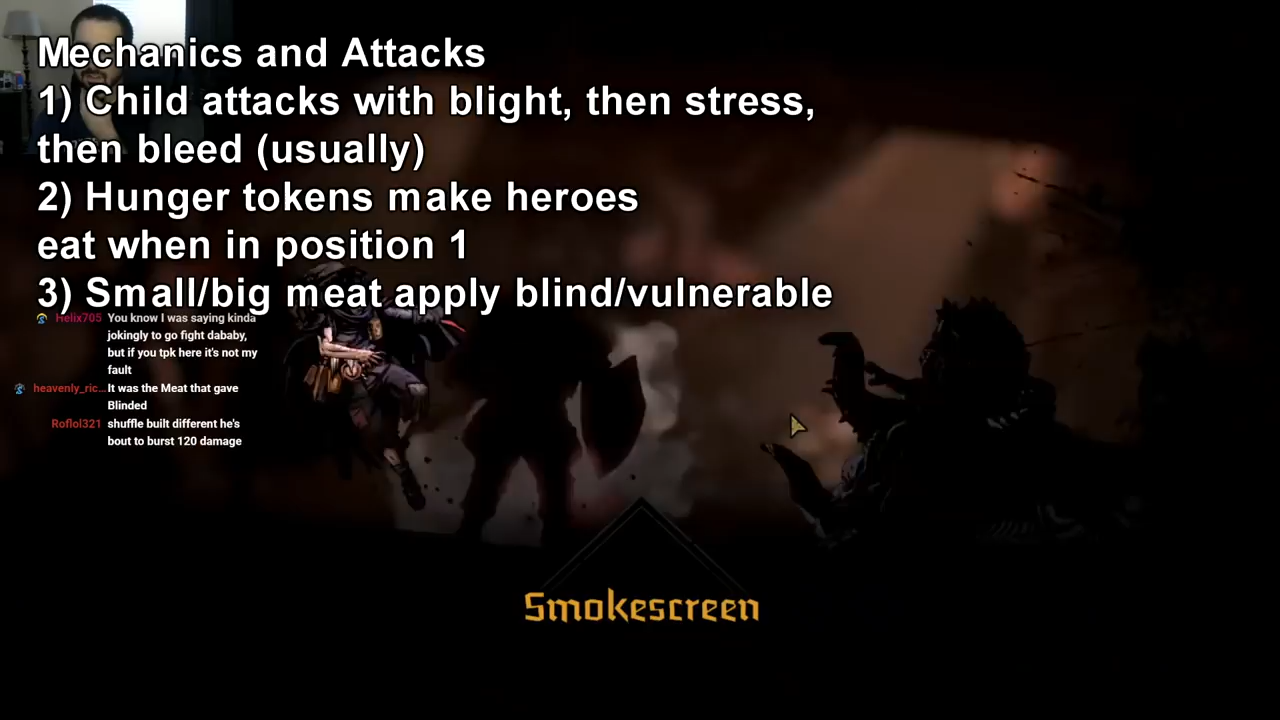 Mechanics and Attacks
1) Child attacks with blight, then stress,
then bleed (usually)
2) Hunger tokens make heroes
eat when in position 1
3) Small/big meat apply blind/vulnerable
Helix705 You know I was saying kinda
jokingly to go fight dababy,
but if you tpk here it's not my
fault
heavenly_ric... It was the Meat that gave
Blinded
Roflol321 shuffle built different he's
bout to burst 120 damage
Smokescreen